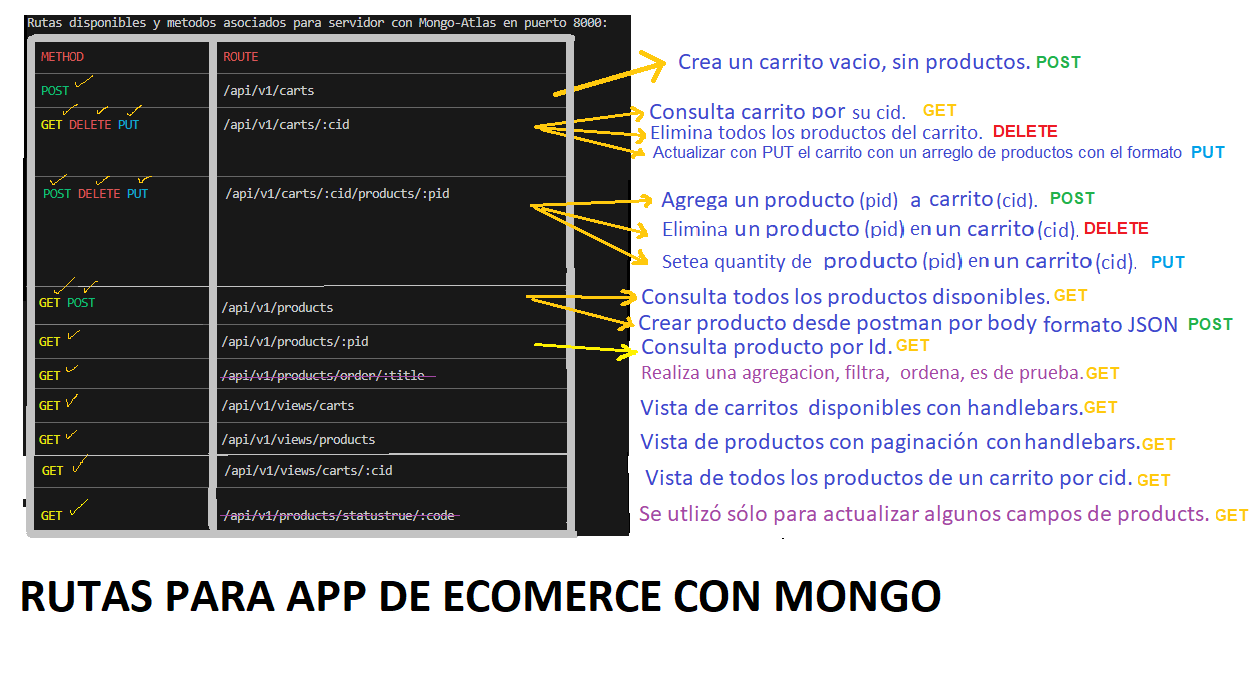 Rutas disponibles y metodos asociados para servidor con Mongo-Atlas en puerto 8000:
METHOD ROUTE
POST /api/v1/carts Crea un carrito vacio, sin productos. POST
GET DELETE PUT /api/v1/carts/:cid Consulta carrito por su cid. GET
Elimina todos los productos del carrito. DELETE
Actualizar con PUT el carrito con un arreglo de productos con el formato PUT
POST DELETE PUT /api/v1/carts/:cid/products/:pid Agrega un producto (pid) a carrito (cid). POST
Elimina un producto (pid) en un carrito (cid). DELETE
Setea quantity de producto (pid) en un carrito (cid). PUT
GET POST /api/v1/products Consulta todos los productos disponibles. GET
Crear producto desde postman por body formato JSON POST
GET /api/v1/products/:pid Consulta producto por Id. GET
GET /api/v1/products/order/:title Realiza una agregacion, filtra, ordena, es de prueba. GET
GET /api/v1/views/carts Vista de carritos disponibles con handlebars. GET
GET /api/v1/views/products Vista de productos con paginación con handlebars. GET
GET /api/v1/views/carts/:cid Vista de todos los productos de un carrito por cid. GET
GET /api/v1/products/statustrue/:code Se utlizó sólo para actualizar algunos campos de products. GET
RUTAS PARA APP DE ECOMERCE CON MONGO